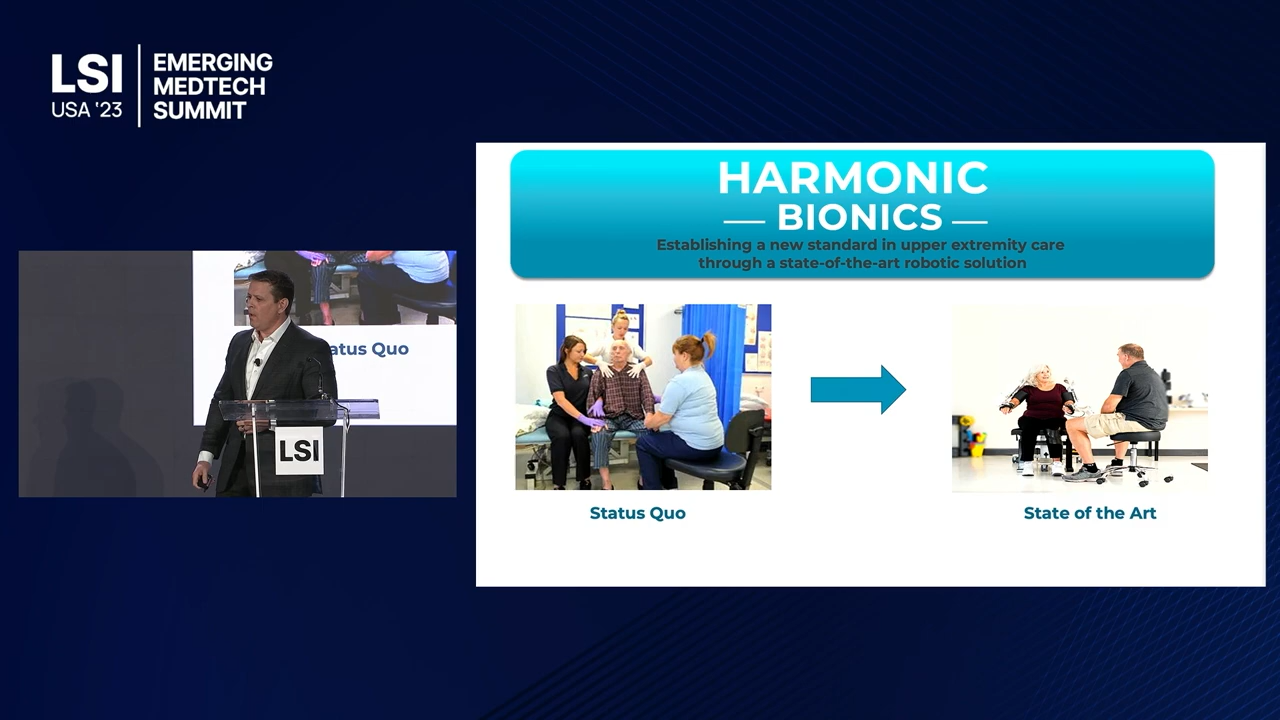 LSI
USA '23
EMERGING
MEDTECH
SUMMIT
HARMONIC
BIONICS
Establishing a new standard in upper extremity care
through a state-of-the-art robotic solution
Status Quo
State of the Art
atus Quo
LSI